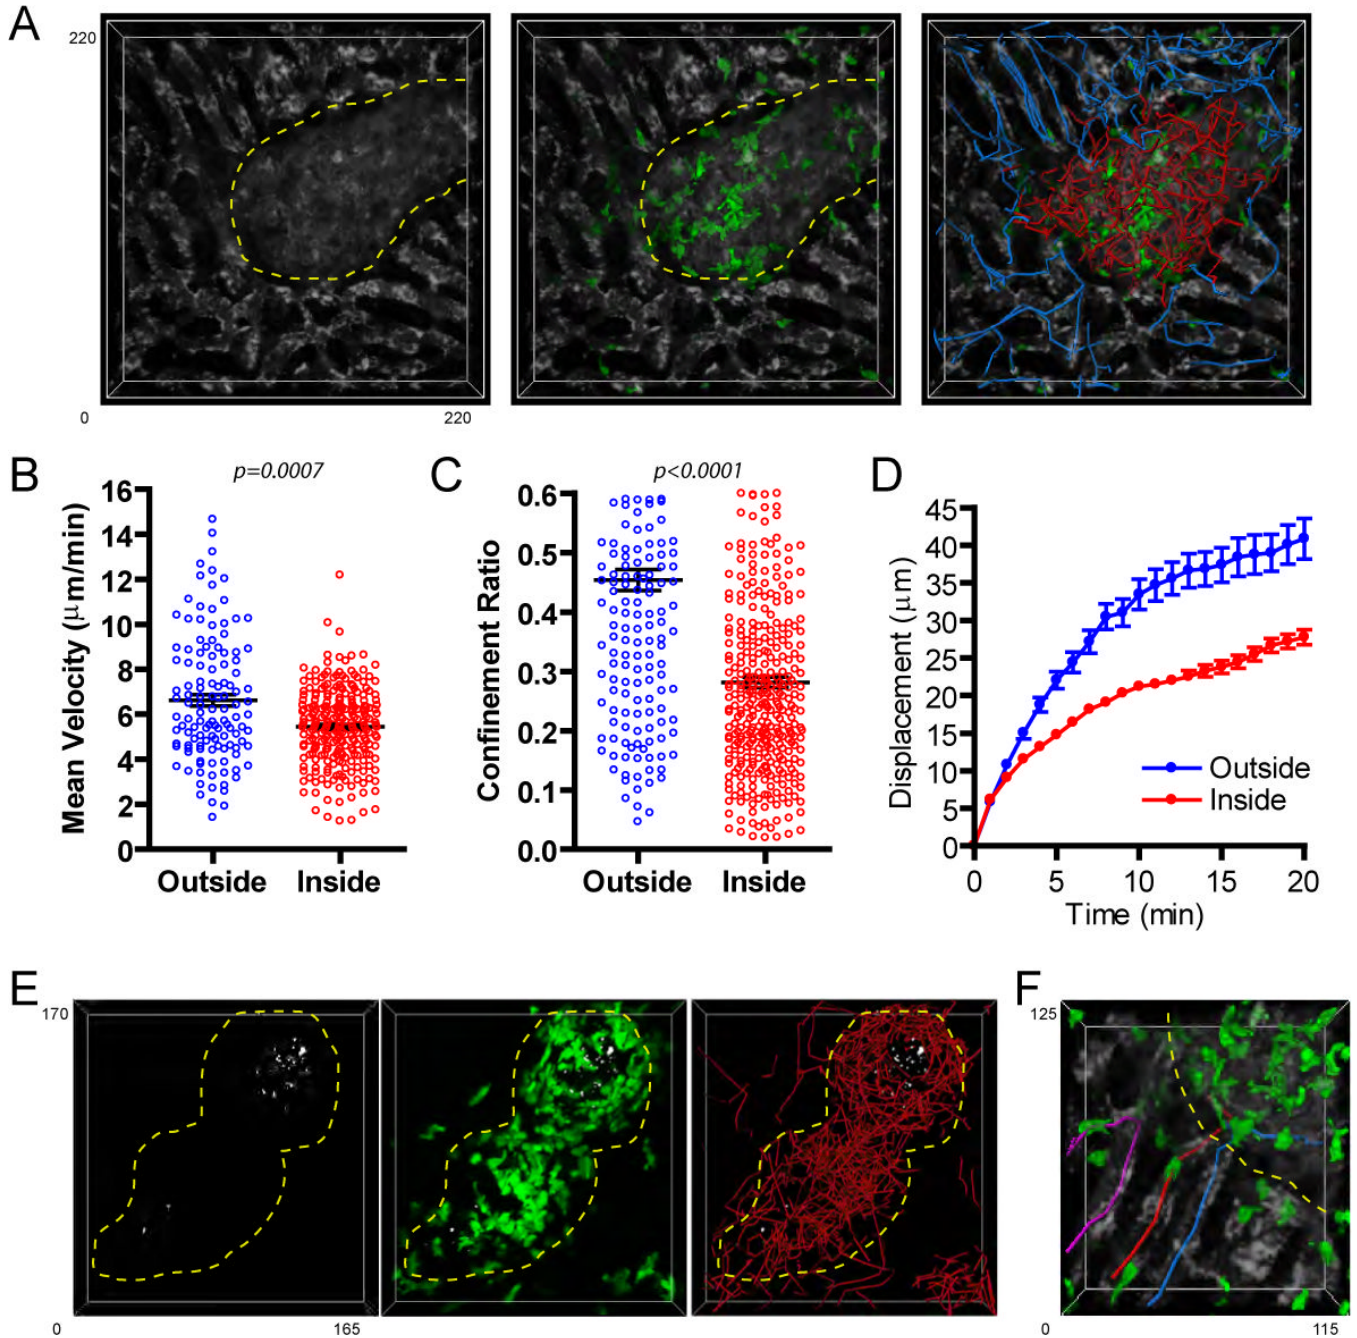 A
220
0
220
B
p=0.0007
Mean Velocity (μm/min)
16
14
12
10
8
6
4
2
0
Outside
Inside
C
p<0.0001
Confinement Ratio
0.6
0.5
0.4
0.3
0.2
0.1
0.0
Outside
Inside
D
Displacement (μm)
45
40
35
30
25
20
15
10
5
0
Outside
Inside
0
5
10
15
20
Time (min)
E
170
0
165
F
125
0
115